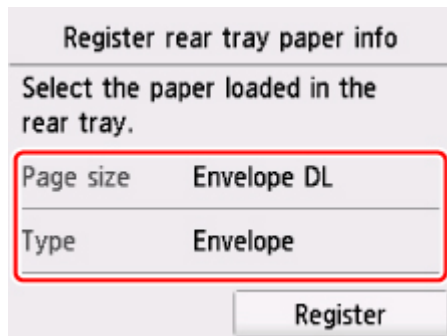 Register rear tray paper info
Select the paper loaded in the
rear tray.
Page size Envelope DL
Type Envelope
Register